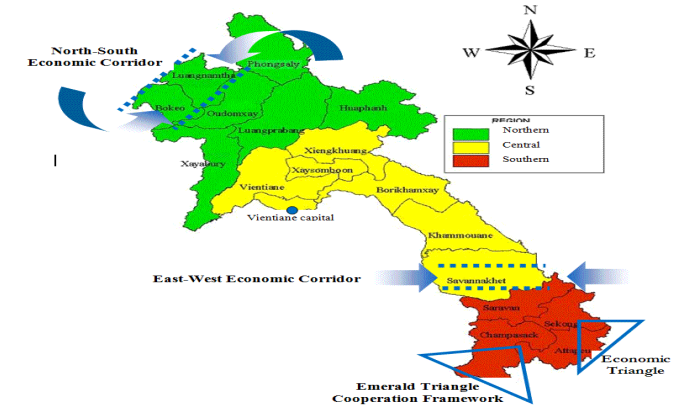 N
W
E
S
North-South
Economic Corridor
Phongsaly
Luangnamtha
Bokeo
Oudomxay
Huaphanh
Luangprabang
REGION
Northern
Central
Southern
Xiengkhuang
Xayabury
Xaysomboon
Vientiane
Borikhamxay
Vientiane capital
Khammouane
East-West Economic Corridor
Savannakhet
Saravan
Sekong
Champasack
Attapeu
Economic
Triangle
Emerald Triangle
Cooperation Framework